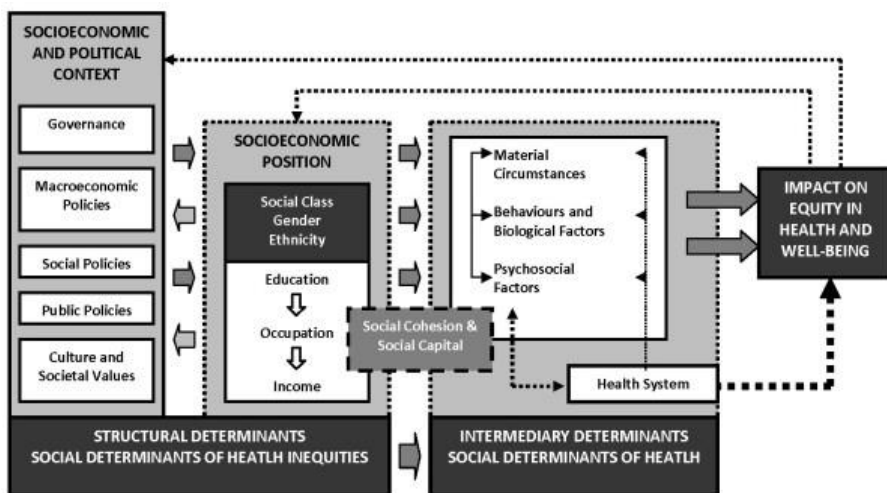 SOCIOECONOMIC
AND POLITICAL
CONTEXT
Governance
Macroeconomic
Policies
Social Policies
Public Policies
Culture and
Societal Values
SOCIOECONOMIC
POSITION
Social Class
Gender
Ethnicity
Education
Occupation
Income
Social Cohesion &
Social Capital
Material
Circumstances
Behaviours and
Biological Factors
Psychosocial
Factors
Health System
IMPACT ON
EQUITY IN
HEALTH AND
WELL-BEING
STRUCTURAL DETERMINANTS
SOCIAL DETERMINANTS OF HEATLH INEQUITIES
INTERMEDIARY DETERMINANTS
SOCIAL DETERMINANTS OF HEATLH